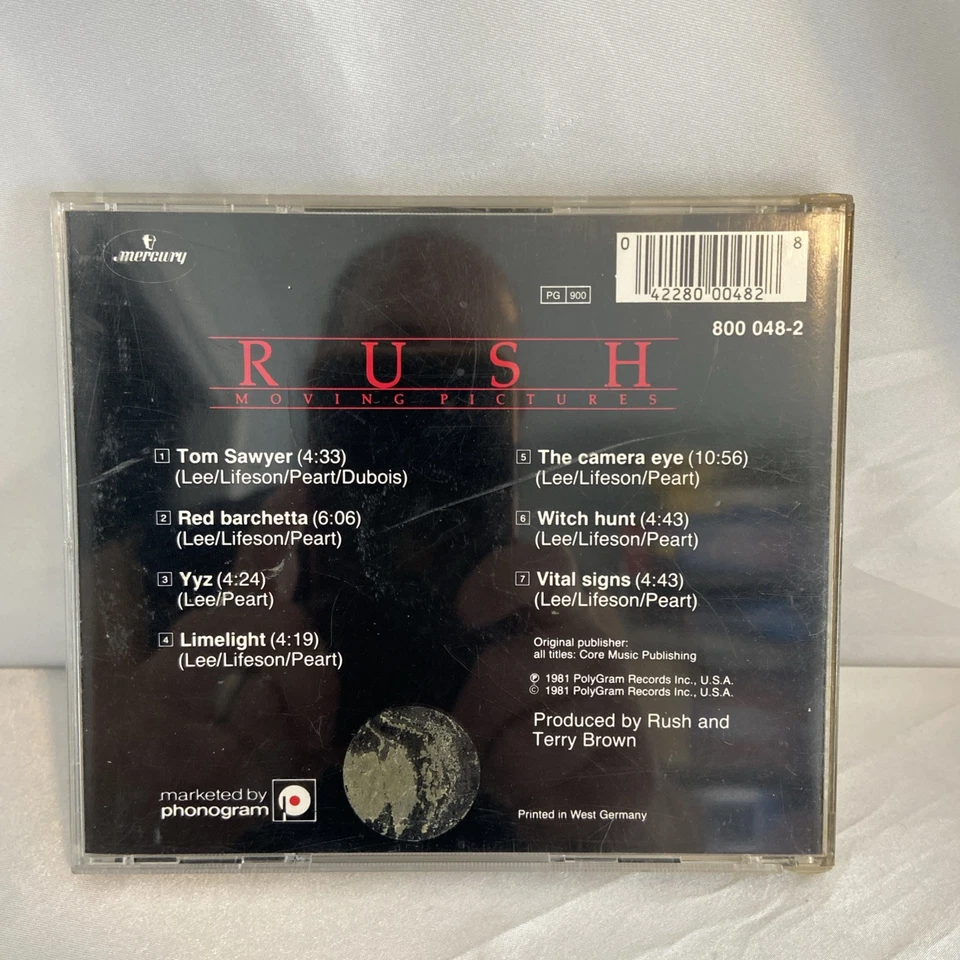 mercury
0 8
42280 00482
PG 900
800 048-2
RUSH
MOVING PICTURES
1 Tom Sawyer (4:33)
(Lee/Lifeson/Peart/Dubois)
2 Red barchetta (6:06)
(Lee/Lifeson/Peart)
3 Yyz (4:24)
(Lee/Peart)
4 Limelight (4:19)
(Lee/Lifeson/Peart)
5 The camera eye (10:56)
(Lee/Lifeson/Peart)
6 Witch hunt (4:43)
(Lee/Lifeson/Peart)
7 Vital signs (4:43)
(Lee/Lifeson/Peart)
Original publisher:
all titles: Core Music Publishing
℗ 1981 PolyGram Records Inc., U.S.A.
© 1981 PolyGram Records Inc., U.S.A.
Produced by Rush and
Terry Brown
marketed by
phonogram
p
Printed in West Germany